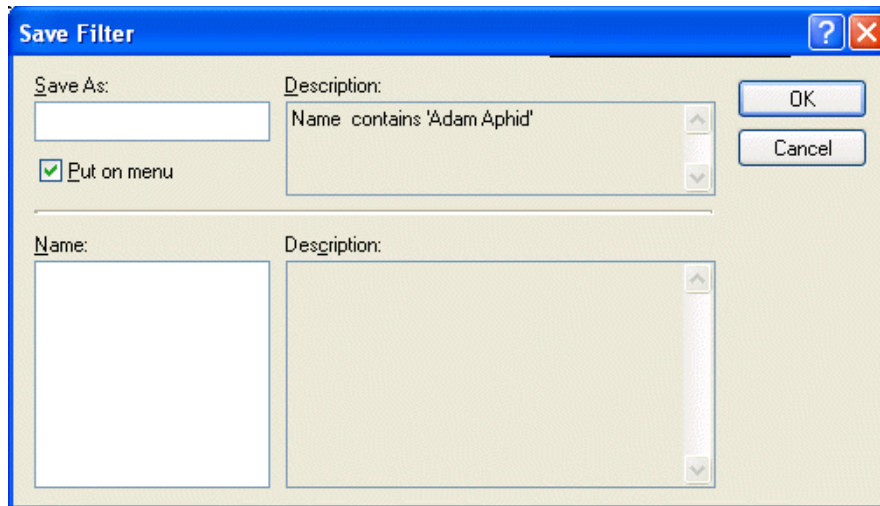 Save Filter
Save As:
Description:
Name  contains 'Adam Aphid'
OK
Cancel
Put on menu
Name:
Description: